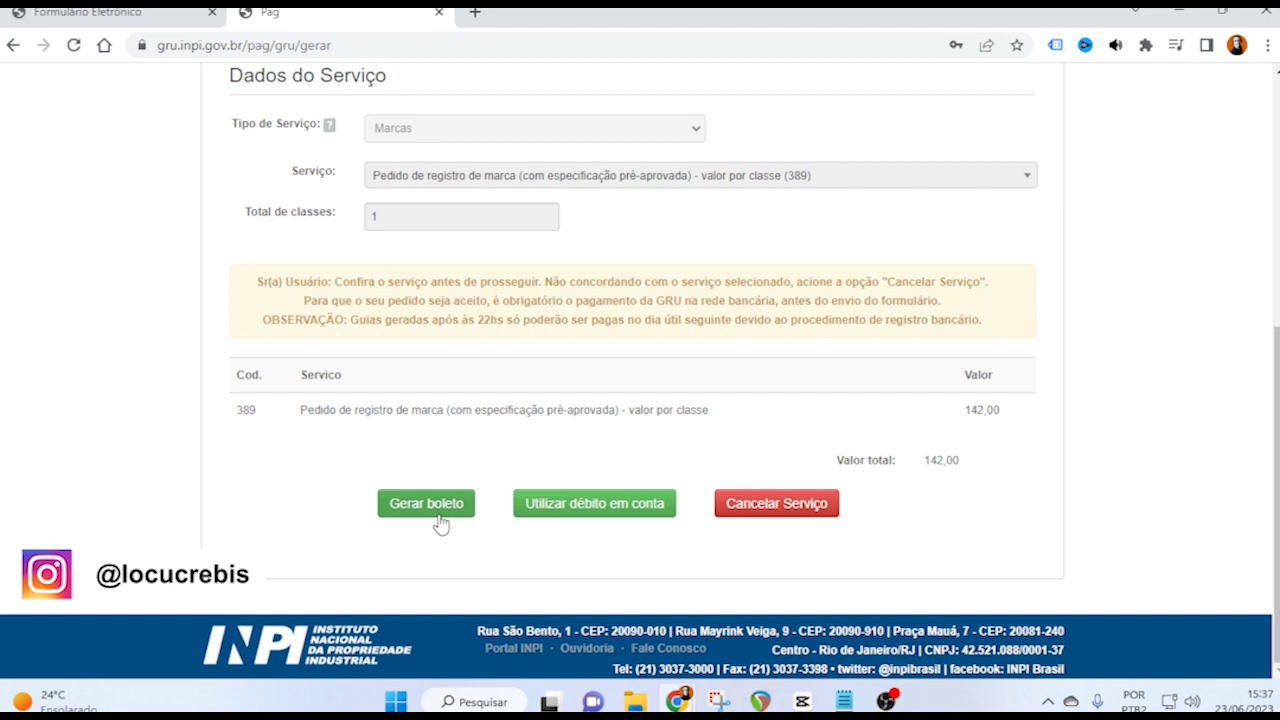 Formulário Eletrônico
Pag
gru.inpi.gov.br/pag/gru/gerar
Dados do Serviço
Tipo de Serviço: ?
Marcas
Serviço:
Pedido de registro de marca (com especificação pré-aprovada) - valor por classe (389)
Total de classes:
1
Sr(a) Usuário: Confira o serviço antes de prosseguir. Não concordando com o serviço selecionado, acione a opção "Cancelar Serviço".
Para que o seu pedido seja aceito, é obrigatório o pagamento da GRU na rede bancária, antes do envio do formulário.
OBSERVAÇÃO: Guias geradas após às 22hs só poderão ser pagas no dia útil seguinte devido ao procedimento de registro bancário.
Cod. Servico Valor
389 Pedido de registro de marca (com especificação pré-aprovada) - valor por classe 142,00
Valor total: 142,00
Gerar boleto Utilizar débito em conta Cancelar Serviço
@locucrebis
INPI
INSTITUTO
NACIONAL
DA PROPRIEDADE
INDUSTRIAL
Rua São Bento, 1 - CEP: 20090-010 | Rua Mayrink Veiga, 9 - CEP: 20090-910 | Praça Mauá, 7 - CEP: 20081-240
Portal INPI · Ouvidoria · Fale Conosco
Centro - Rio de Janeiro/RJ | CNPJ: 42.521.088/0001-37
Tel: (21) 3037-3000 | Fax: (21) 3037-3398 • twitter: @inpibrasil | facebook: INPI Brasil
24°C
Ensolarado
Pesquisar
POR
PTB2
15:37
23/06/2023